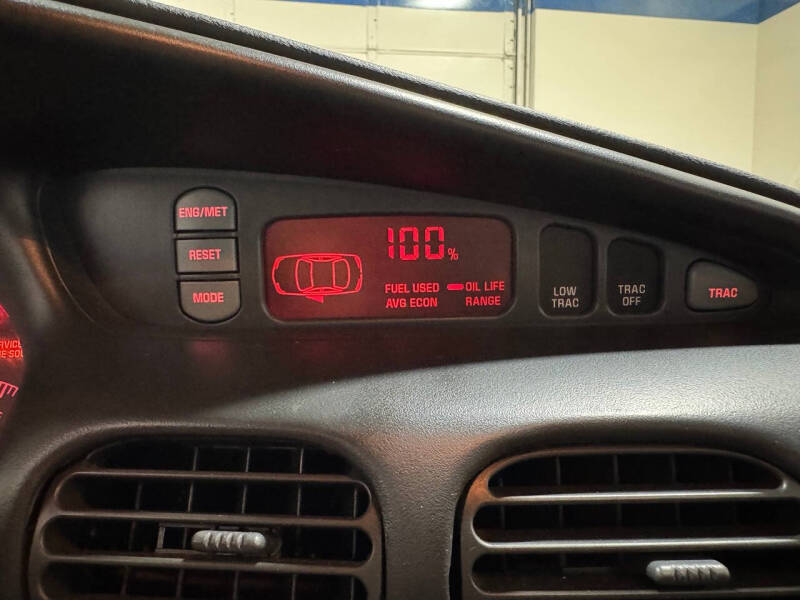 ENG/MET
RESET
MODE
100%
FUEL USED OIL LIFE
AVG ECON RANGE
LOW
TRAC
TRAC
OFF
TRAC